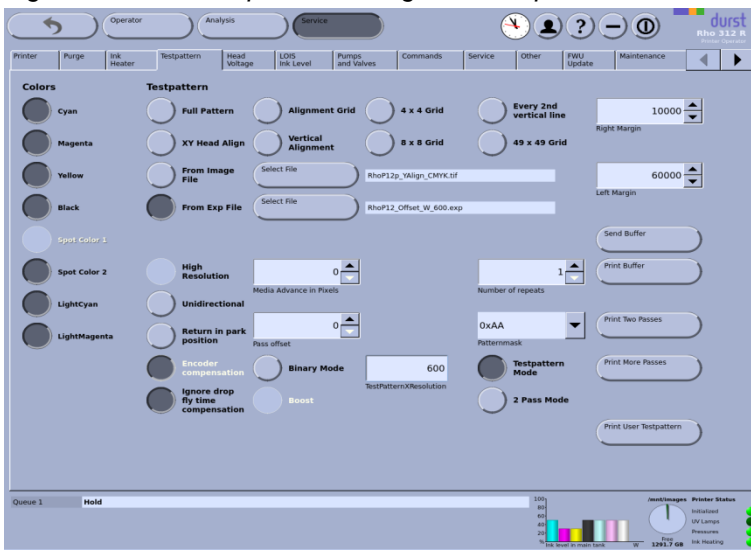 Operator
Analysis
Service
?
durst
Rho 312 R
Printer Operator
Printer
Purge
Ink
Heater
Testpattern
Head
Voltage
LOIS
Ink Level
Pumps
and Valves
Commands
Service
Other
FWU
Update
Maintenance
Colors
Testpattern
Cyan
Full Pattern
Alignment Grid
4 x 4 Grid
Every 2nd
vertical line
10000
Right Margin
Magenta
XY Head Align
Vertical
Alignment
8 x 8 Grid
49 x 49 Grid
Yellow
From Image
File
Select File
RhoP12p_YAlign_CMYK.tif
60000
Left Margin
Black
From Exp File
Select File
RhoP12_Offset_W_600.exp
Spot Color 1
Send Buffer
Spot Color 2
High
Resolution
0
Media Advance in Pixels
1
Number of repeats
Print Buffer
LightCyan
Unidirectional
LightMagenta
Return in park
position
0
Pass offset
0xAA
Patternmask
Print Two Passes
Encoder
compensation
Binary Mode
600
TestPatternXResolution
Testpattern
Mode
Print More Passes
Ignore drop
fly time
compensation
Boost
2 Pass Mode
Print User Testpattern
Queue 1
Hold
100
80
60
40
20
%
Ink level in main tank
W
/mnt/images
Free
1291.7 GB
Printer Status
Initialized
UV Lamps
Pressures
Ink Heating